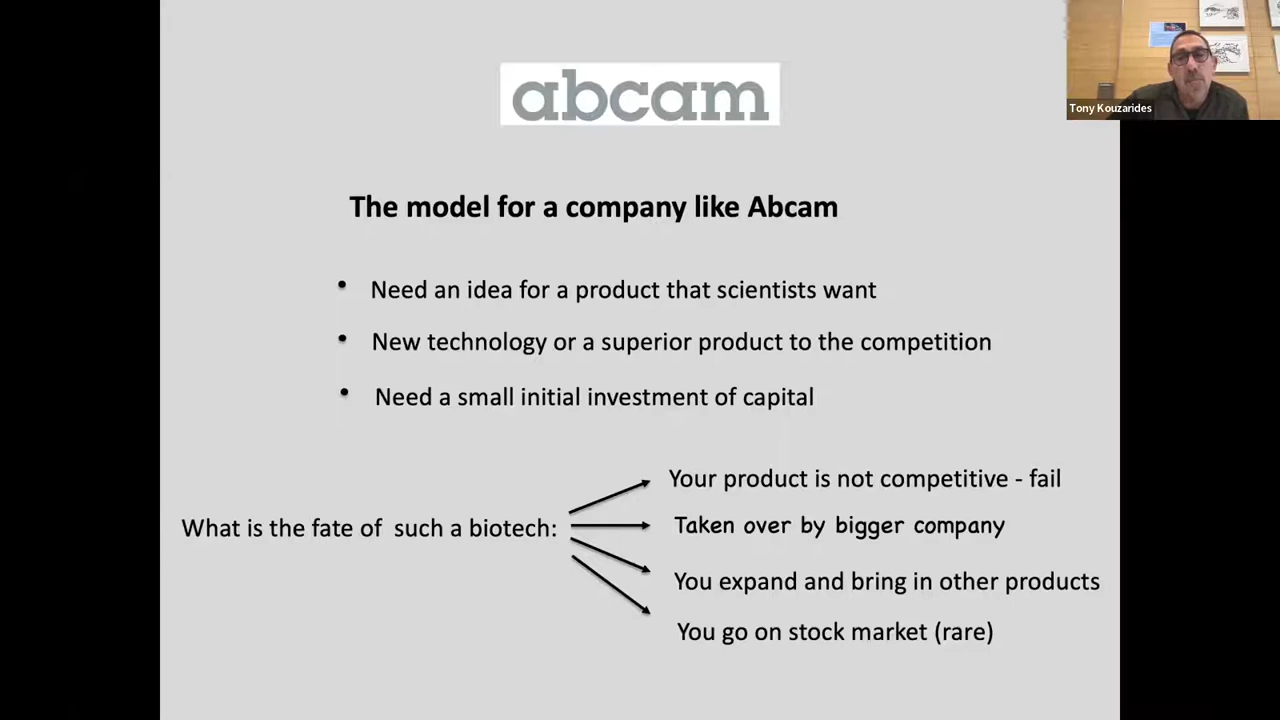 abcam
Tony Kouzarides
The model for a company like Abcam
• Need an idea for a product that scientists want
• New technology or a superior product to the competition
• Need a small initial investment of capital
What is the fate of such a biotech:
Your product is not competitive - fail
Taken over by bigger company
You expand and bring in other products
You go on stock market (rare)